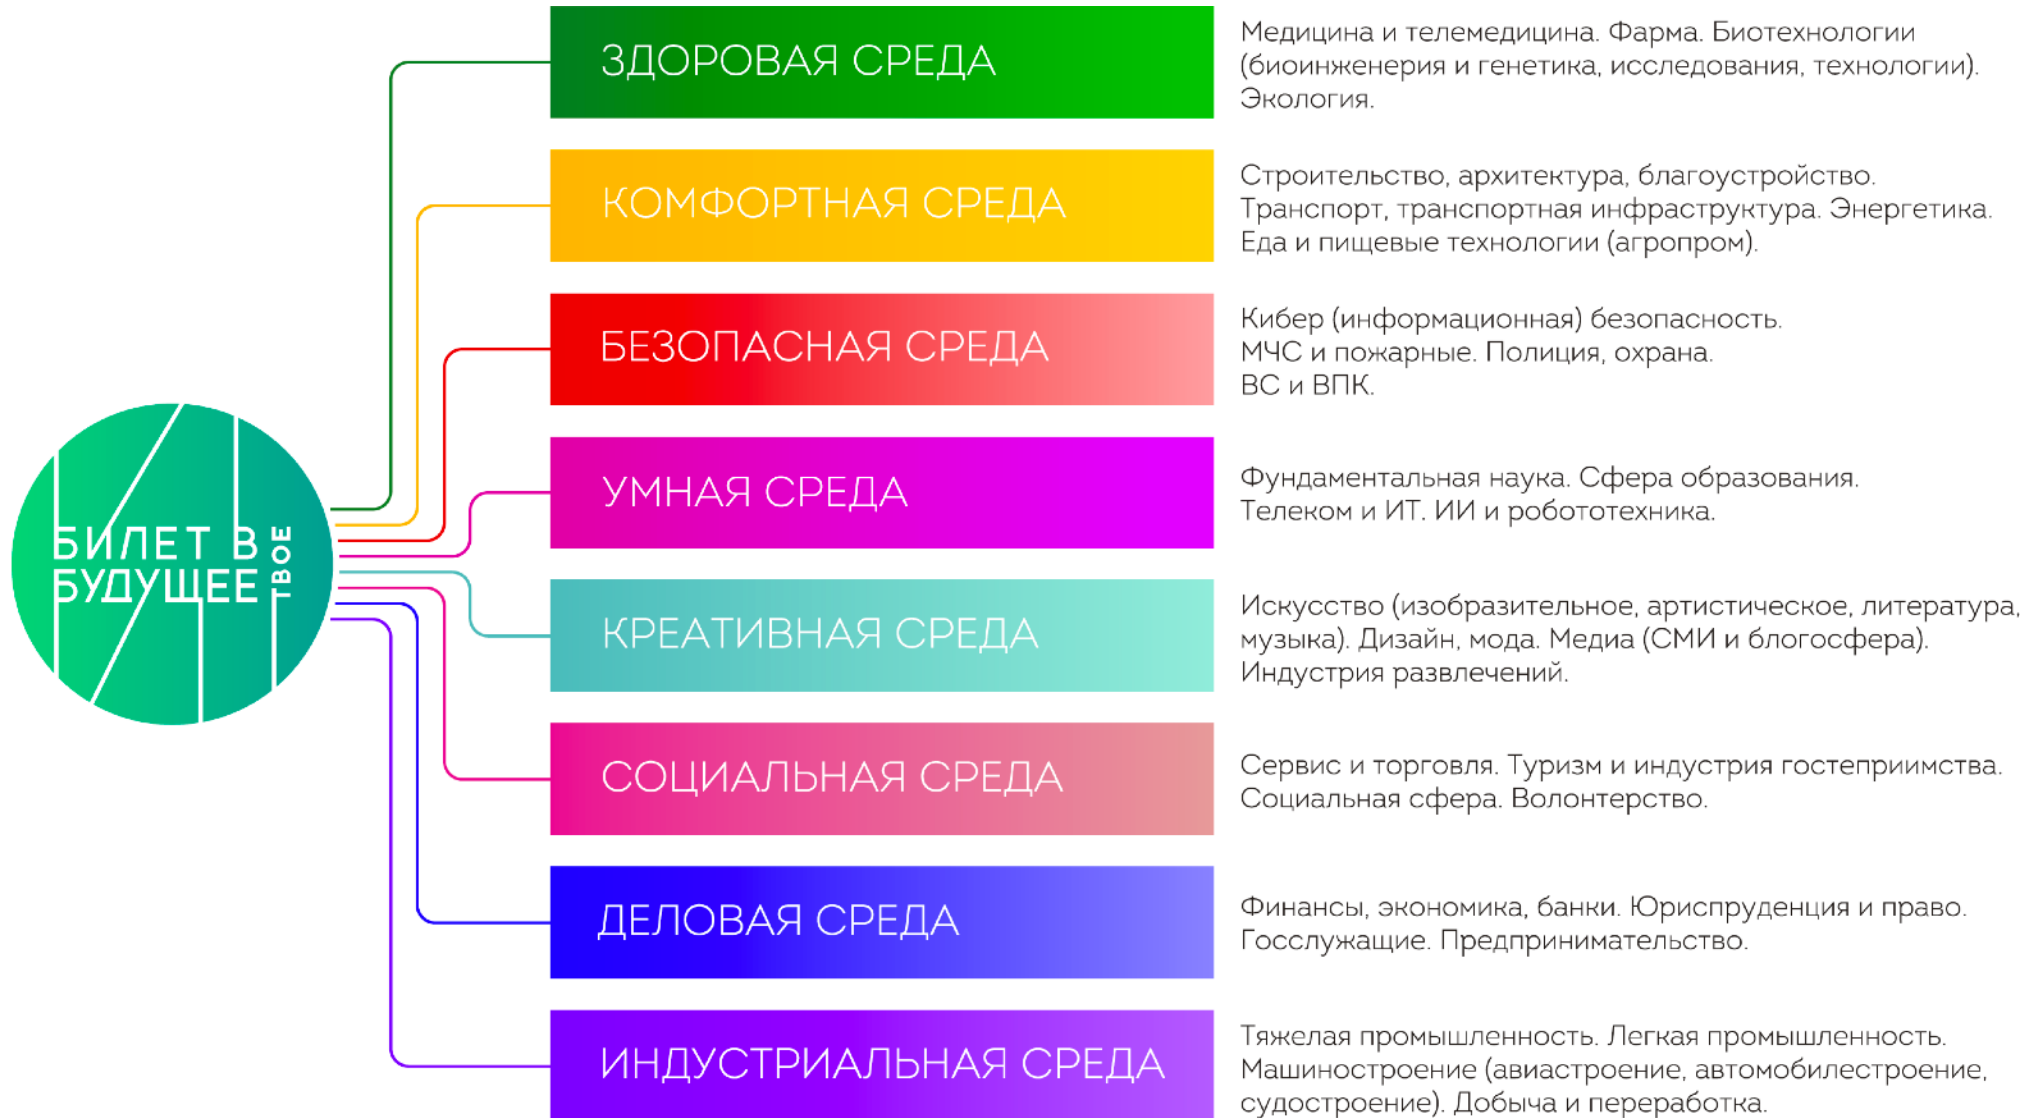 ЗДОРОВАЯ СРЕДА
Медицина и телемедицина. Фарма. Биотехнологии
(биоинженерия и генетика, исследования, технологии).
Экология.
КОМФОРТНАЯ СРЕДА
Строительство, архитектура, благоустройство.
Транспорт, транспортная инфраструктура. Энергетика.
Еда и пищевые технологии (агропром).
БЕЗОПАСНАЯ СРЕДА
Кибер (информационная) безопасность.
МЧС и пожарные. Полиция, охрана.
ВС и ВПК.
УМНАЯ СРЕДА
Фундаментальная наука. Сфера образования.
Телеком и ИТ. ИИ и робототехника.
БИЛЕТ В
БУДУЩЕЕ
ТВОЕ
КРЕАТИВНАЯ СРЕДА
Искусство (изобразительное, артистическое, литература,
музыка). Дизайн, мода. Медиа (СМИ и блогосфера).
Индустрия развлечений.
СОЦИАЛЬНАЯ СРЕДА
Сервис и торговля. Туризм и индустрия гостеприимства.
Социальная сфера. Волонтерство.
ДЕЛОВАЯ СРЕДА
Финансы, экономика, банки. Юриспруденция и право.
Госслужащие. Предпринимательство.
ИНДУСТРИАЛЬНАЯ СРЕДА
Тяжелая промышленность. Легкая промышленность.
Машиностроение (авиастроение, автомобилестроение,
судостроение). Добыча и переработка.